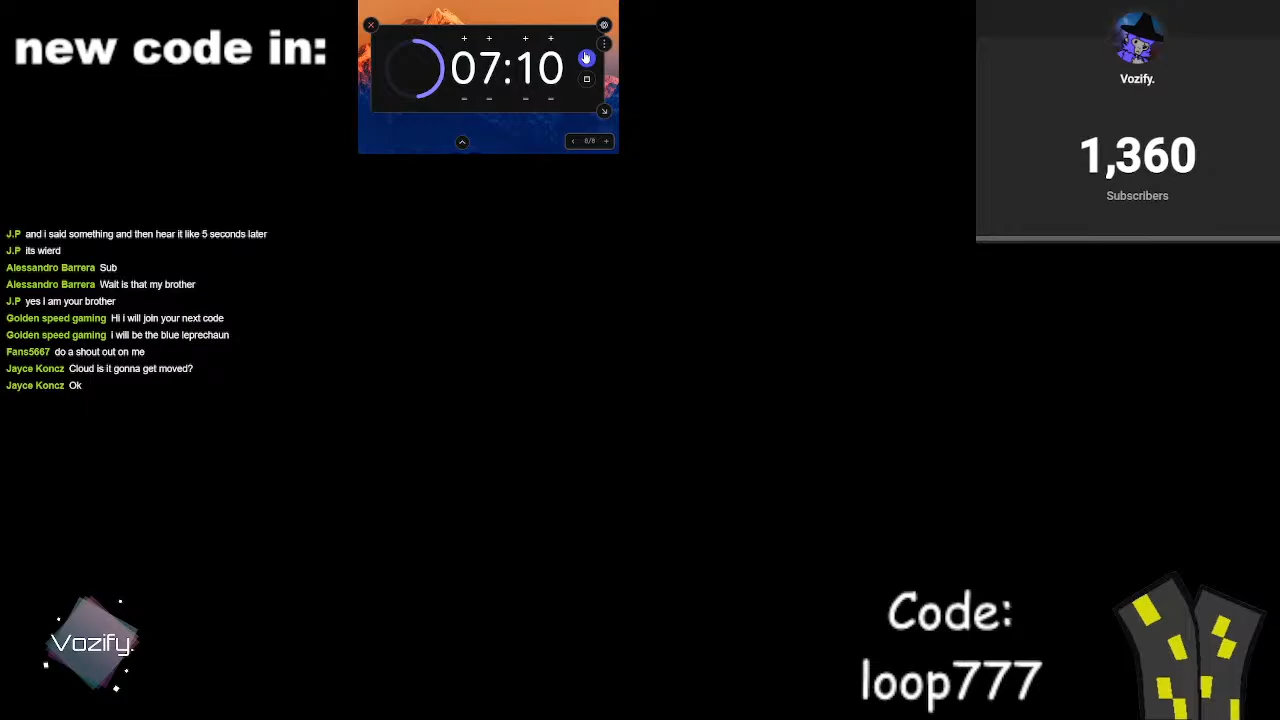 new code in:
07:10
8/8
Vozify.
1,360
Subscribers
J.P and i said something and then hear it like 5 seconds later
J.P its wierd
Alessandro Barrera Sub
Alessandro Barrera Wait is that my brother
J.P yes i am your brother
Golden speed gaming Hi i will join your next code
Golden speed gaming i will be the blue leprechaun
Fans5667 do a shout out on me
Jayce Koncz Cloud is it gonna get moved?
Jayce Koncz Ok
Vozify.
Code:
loop777